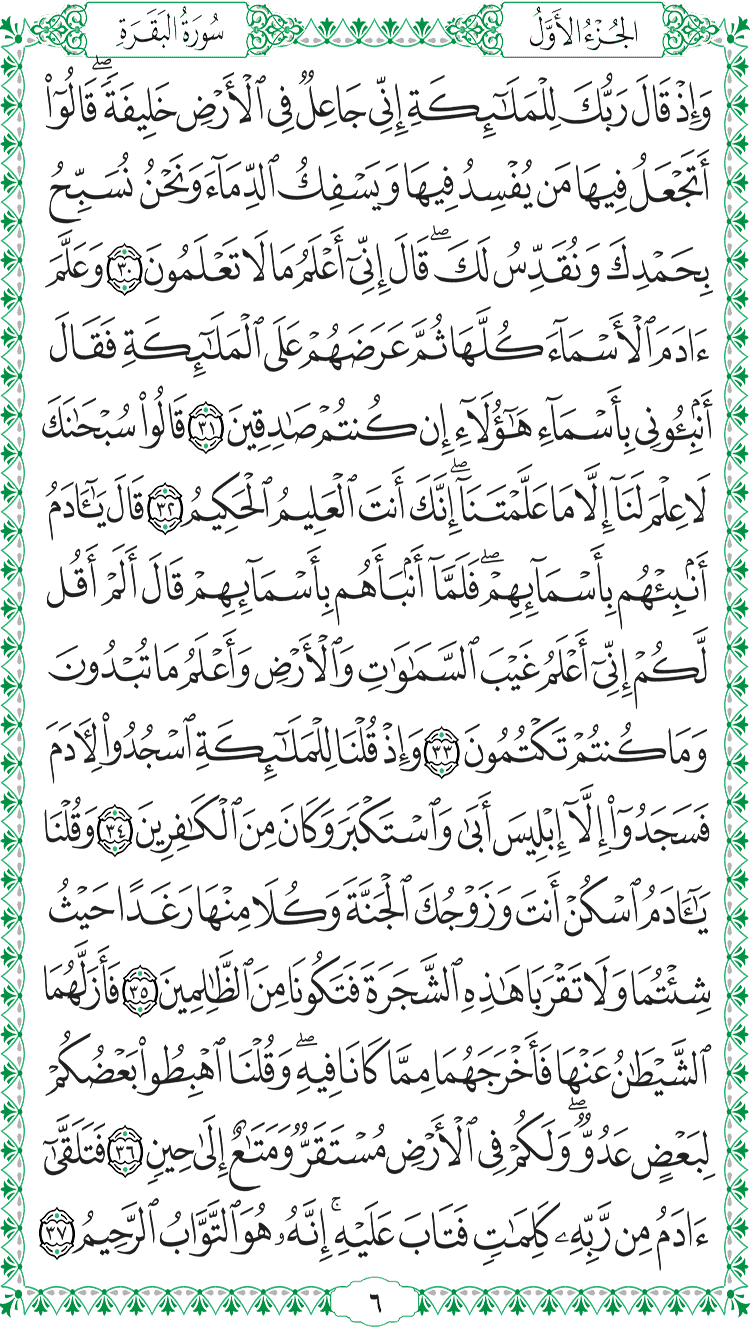 الجُزْءُ الأَوَّلُ
سُورَةُ البَقَرَةِ
وَإِذْ قَالَ رَبُّكَ لِلْمَلَٰٓئِكَةِ إِنِّي جَاعِلٌ فِي ٱلْأَرْضِ خَلِيفَةًۖ قَالُوٓا۟
أَتَجْعَلُ فِيهَا مَن يُفْسِدُ فِيهَا وَيَسْفِكُ ٱلدِّمَآءَ وَنَحْنُ نُسَبِّحُ
بِحَمْدِكَ وَنُقَدِّسُ لَكَۖ قَالَ إِنِّيٓ أَعْلَمُ مَا لَا تَعْلَمُونَ ٣٠ وَعَلَّمَ
ءَادَمَ ٱلْأَسْمَآءَ كُلَّهَا ثُمَّ عَرَضَهُمْ عَلَى ٱلْمَلَٰٓئِكَةِ فَقَالَ
أَنۢبِـُٔونِي بِأَسْمَآءِ هَٰٓؤُلَآءِ إِن كُنتُمْ صَٰدِقِينَ ٣١ قَالُوا۟ سُبْحَٰنَكَ
لَا عِلْمَ لَنَآ إِلَّا مَا عَلَّمْتَنَآۖ إِنَّكَ أَنتَ ٱلْعَلِيمُ ٱلْحَكِيمُ ٣٢ قَالَ يَٰٓـَٔادَمُ
أَنۢبِئْهُم بِأَسْمَآئِهِمْۖ فَلَمَّآ أَنۢبَأَهُم بِأَسْمَآئِهِمْ قَالَ أَلَمْ أَقُل
لَّكُمْ إِنِّيٓ أَعْلَمُ غَيْبَ ٱلسَّمَٰوَٰتِ وَٱلْأَرْضِ وَأَعْلَمُ مَا تُبْدُونَ
وَمَا كُنتُمْ تَكْتُمُونَ ٣٣ وَإِذْ قُلْنَا لِلْمَلَٰٓئِكَةِ ٱسْجُدُوا۟ لِـَٔادَمَ
فَسَجَدُوٓا۟ إِلَّآ إِبْلِيسَ أَبَىٰ وَٱسْتَكْبَرَ وَكَانَ مِنَ ٱلْكَٰفِرِينَ ٣٤ وَقُلْنَا
يَٰٓـَٔادَمُ ٱسْكُنْ أَنتَ وَزَوْجُكَ ٱلْجَنَّةَ وَكُلَا مِنْهَا رَغَدًا حَيْثُ
شِئْتُمَا وَلَا تَقْرَبَا هَٰذِهِ ٱلشَّجَرَةَ فَتَكُونَا مِنَ ٱلظَّٰلِمِينَ ٣٥ فَأَزَلَّهُمَا
ٱلشَّيْطَٰنُ عَنْهَا فَأَخْرَجَهُمَا مِمَّا كَانَا فِيهِۖ وَقُلْنَا ٱهْبِطُوا۟ بَعْضُكُمْ
لِبَعْضٍ عَدُوٌّۖ وَلَكُمْ فِي ٱلْأَرْضِ مُسْتَقَرٌّ وَمَتَٰعٌ إِلَىٰ حِينٍ ٣٦ فَتَلَقَّىٰٓ
ءَادَمُ مِن رَّبِّهِۦ كَلِمَٰتٍ فَتَابَ عَلَيْهِۚ إِنَّهُۥ هُوَ ٱلتَّوَّابُ ٱلرَّحِيمُ ٣٧
٦